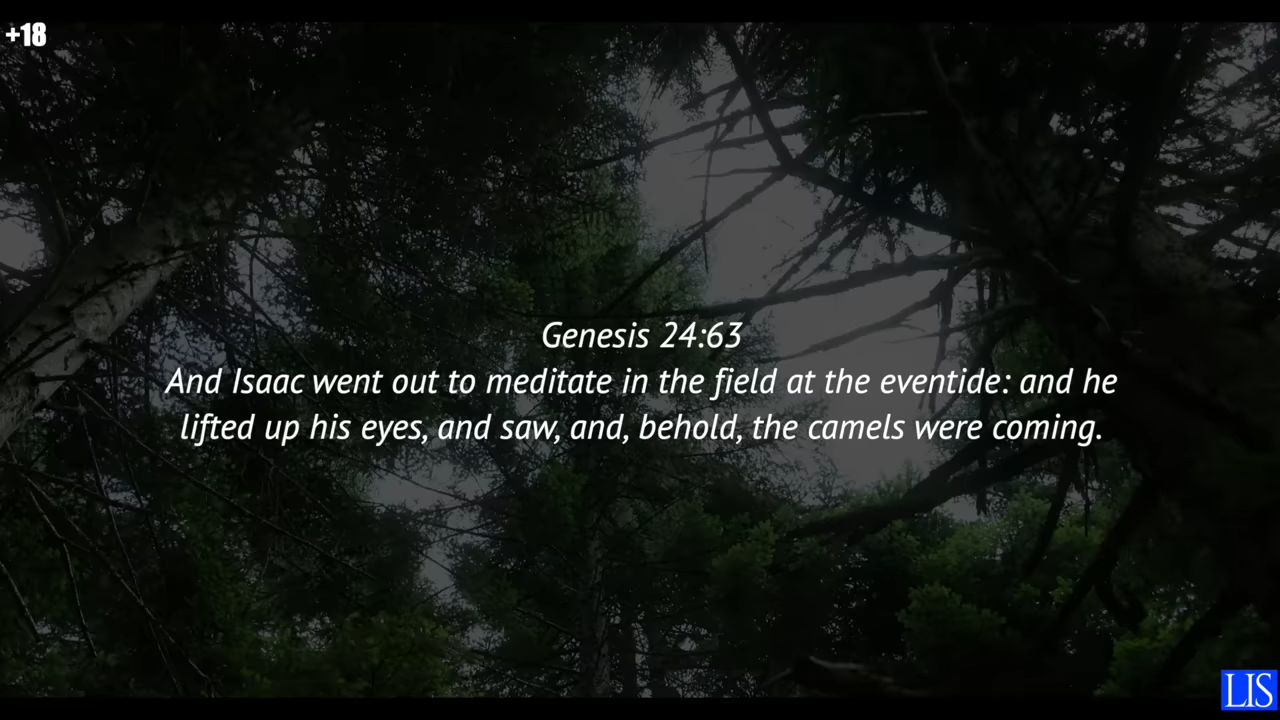 +18
Genesis 24:63
And Isaac went out to meditate in the field at the eventide: and he
lifted up his eyes, and saw, and, behold, the camels were coming.
LIS